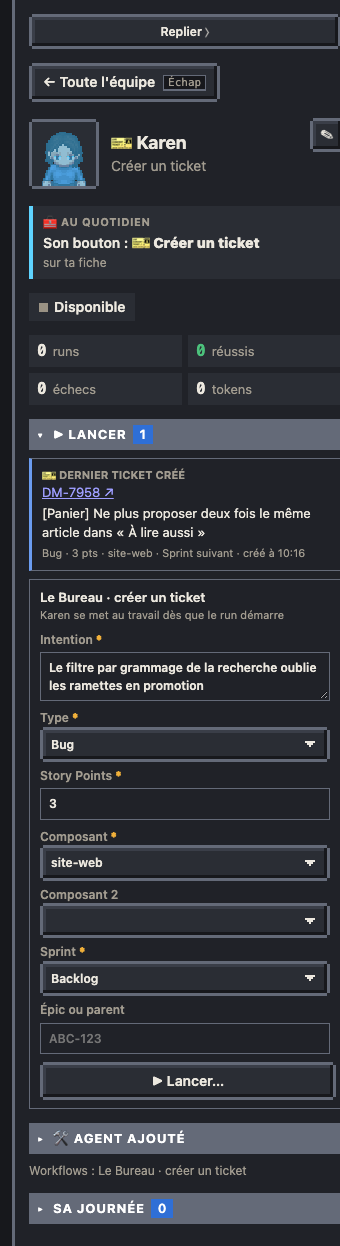 Replier ⟩
← Toute l'équipe Échap
🎫 Karen
Créer un ticket
🧰 AU QUOTIDIEN
Son bouton : 🎫 Créer un ticket
sur ta fiche
Disponible
0 runs
0 réussis
0 échecs
0 tokens
▾ ▶ LANCER 1
🎫 DERNIER TICKET CRÉÉ
DM-7958 ↗
[Panier] Ne plus proposer deux fois le même
article dans « À lire aussi »
Bug · 3 pts · site-web · Sprint suivant · créé à 10:16
Le Bureau · créer un ticket
Karen se met au travail dès que le run démarre
Intention *
Le filtre par grammage de la recherche oublie
les ramettes en promotion
Type *
Bug
Story Points *
3
Composant *
site-web
Composant 2
Sprint *
Backlog
Épic ou parent
ABC-123
▶ Lancer...
▸ 🛠 AGENT AJOUTÉ
Workflows : Le Bureau · créer un ticket
▸ SA JOURNÉE 0